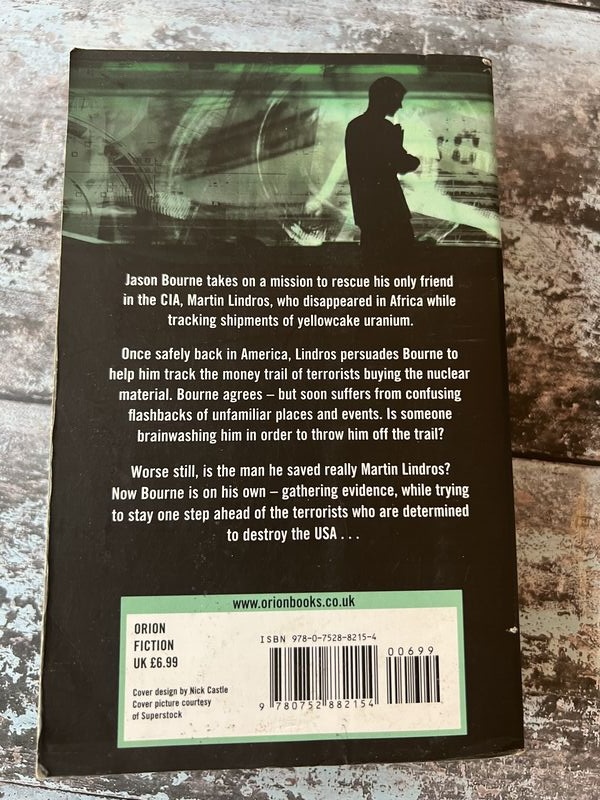 Jason Bourne takes on a mission to rescue his only friend
in the CIA, Martin Lindros, who disappeared in Africa while
tracking shipments of yellowcake uranium.
Once safely back in America, Lindros persuades Bourne to
help him track the money trail of terrorists buying the nuclear
material. Bourne agrees – but soon suffers from confusing
flashbacks of unfamiliar places and events. Is someone
brainwashing him in order to throw him off the trail?
Worse still, is the man he saved really Martin Lindros?
Now Bourne is on his own – gathering evidence, while trying
to stay one step ahead of the terrorists who are determined
to destroy the USA . . .
www.orionbooks.co.uk
ORION
FICTION
UK £6.99
Cover design by Nick Castle
Cover picture courtesy
of Superstock
ISBN 978-0-7528-8215-4
00699
9 780752 882154